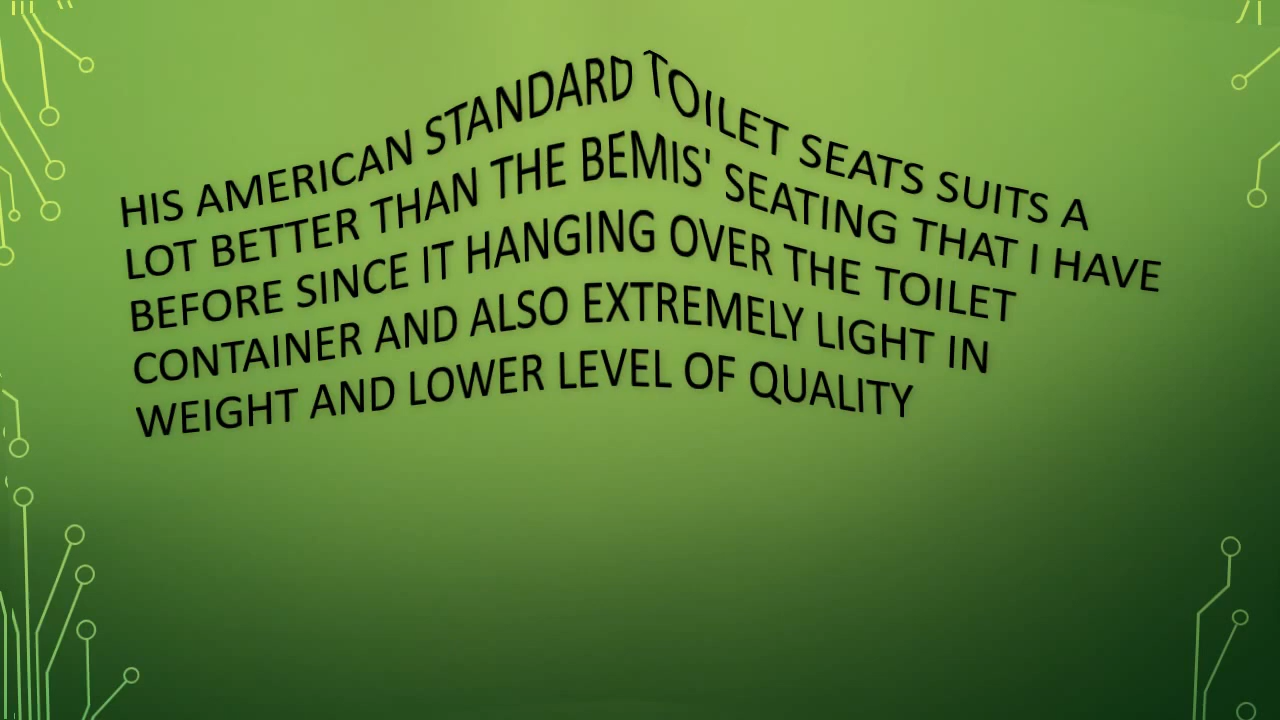 HIS AMERICAN STANDARD TOILET SEATS SUITS A
LOT BETTER THAN THE BEMIS' SEATING THAT I HAVE
BEFORE SINCE IT HANGING OVER THE TOILET
CONTAINER AND ALSO EXTREMELY LIGHT IN
WEIGHT AND LOWER LEVEL OF QUALITY